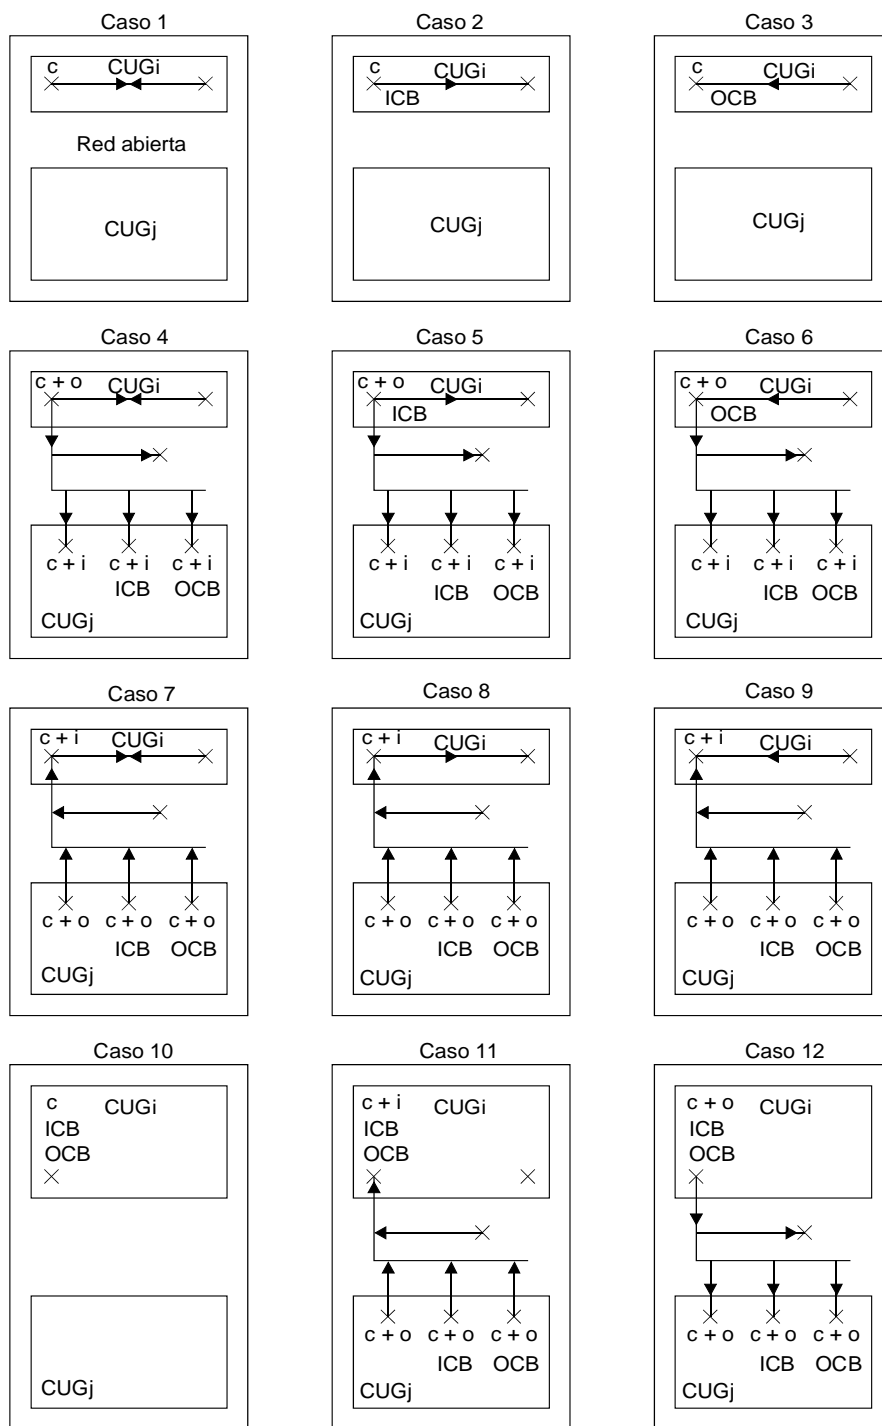 Caso 1
Caso 2
Caso 3
c CUGi
c CUGi
ICB
c CUGi
OCB
Red abierta
CUGj
CUGj
CUGj
Caso 4
Caso 5
Caso 6
c + o CUGi
c + o CUGi
ICB
c + o CUGi
OCB
c + i c + i c + i
ICB OCB
CUGj
c + i c + i c + i
ICB OCB
CUGj
c + i c + i c + i
ICB OCB
CUGj
Caso 7
Caso 8
Caso 9
c + i CUGi
c + i CUGi
c + i CUGi
c + o c + o c + o
ICB OCB
CUGj
c + o c + o c + o
ICB OCB
CUGj
c + o c + o c + o
ICB OCB
CUGj
Caso 10
Caso 11
Caso 12
c CUGi
ICB
OCB
c + i CUGi
ICB
OCB
c + o CUGi
ICB
OCB
CUGj
c + o c + o c + o
ICB OCB
CUGj
c + o c + o c + o
ICB OCB
CUGj